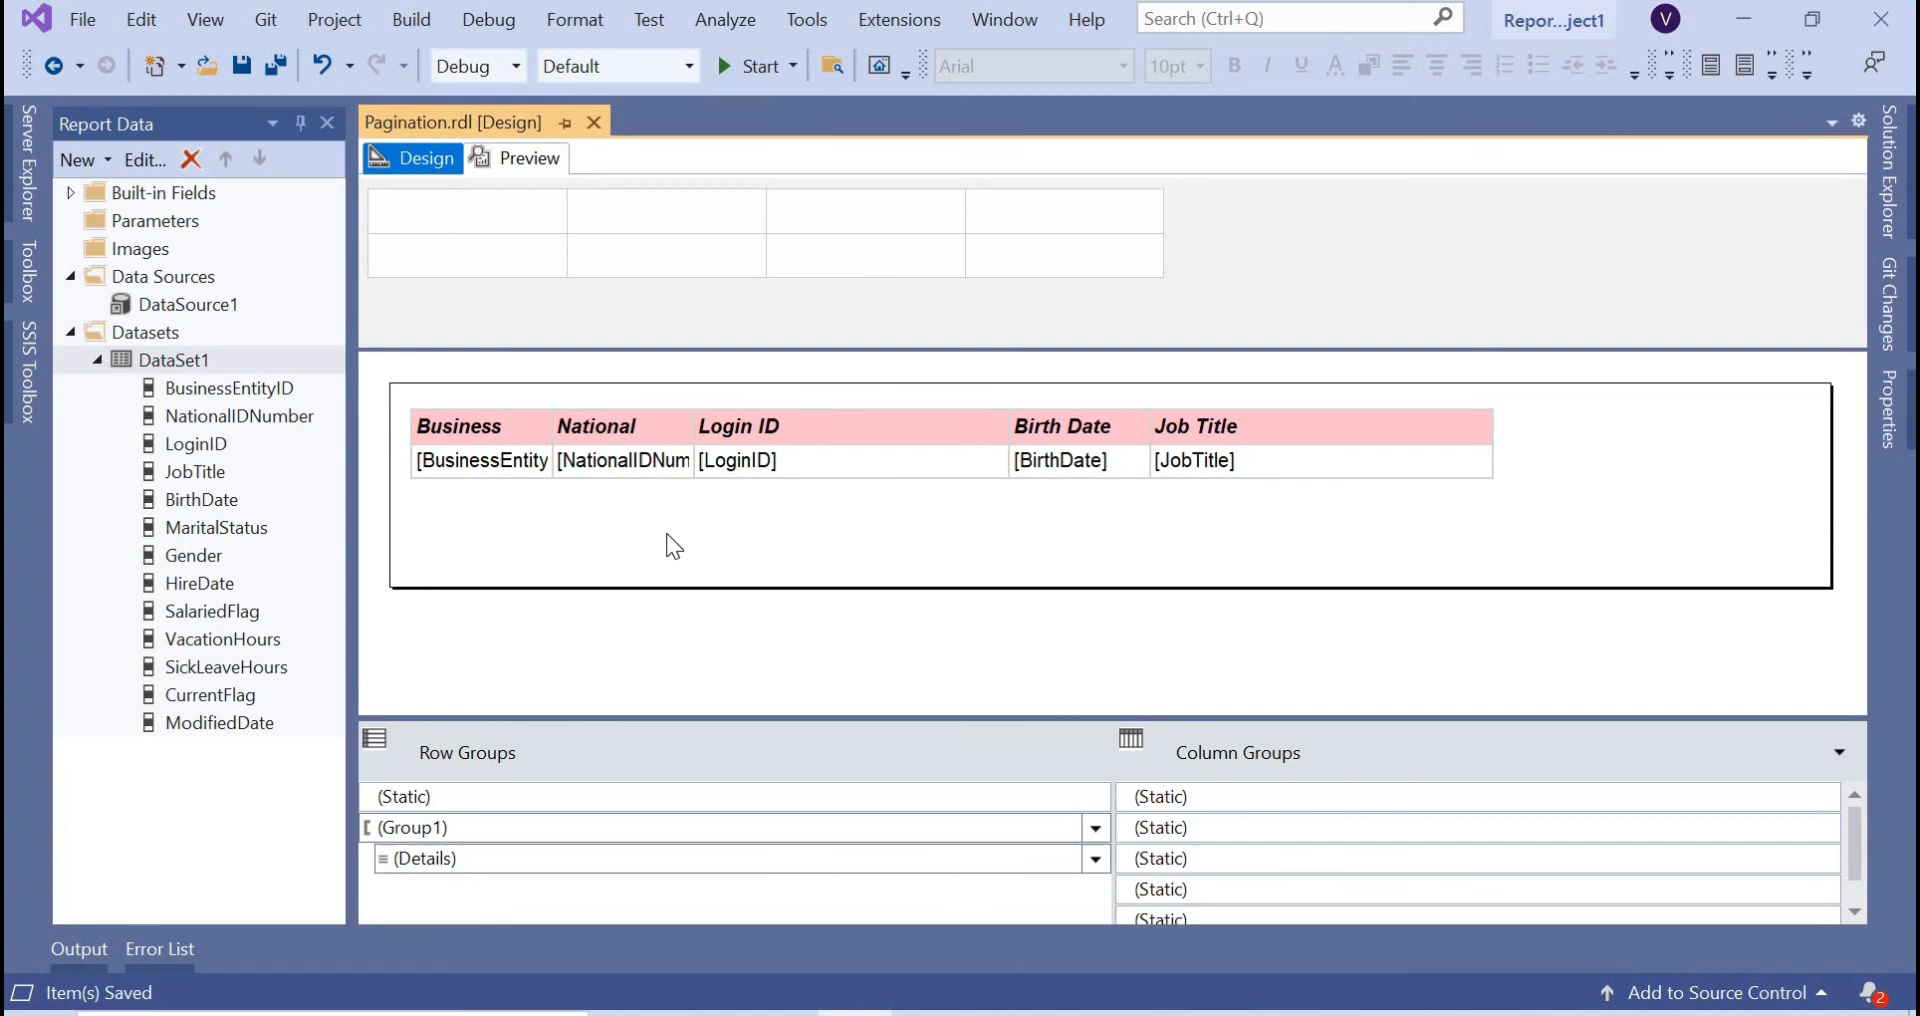 File Edit View Git Project Build Debug Format Test Analyze Tools Extensions Window Help Search (Ctrl+Q) Repor...ject1 V
Debug Default Start Arial 10pt B I U A
Server Explorer
Toolbox
SSIS Toolbox
Report Data
New Edit...
Built-in Fields
Parameters
Images
Data Sources
DataSource1
Datasets
DataSet1
BusinessEntityID
NationalIDNumber
LoginID
JobTitle
BirthDate
MaritalStatus
Gender
HireDate
SalariedFlag
VacationHours
SickLeaveHours
CurrentFlag
ModifiedDate
Pagination.rdl [Design]
Design Preview
Business National Login ID Birth Date Job Title
[BusinessEntity [NationalIDNum [LoginID] [BirthDate] [JobTitle]
Row Groups
(Static)
(Group1)
(Details)
Column Groups
(Static)
(Static)
(Static)
(Static)
(Static)
Solution Explorer
Git Changes
Properties
Output Error List
Item(s) Saved Add to Source Control 2